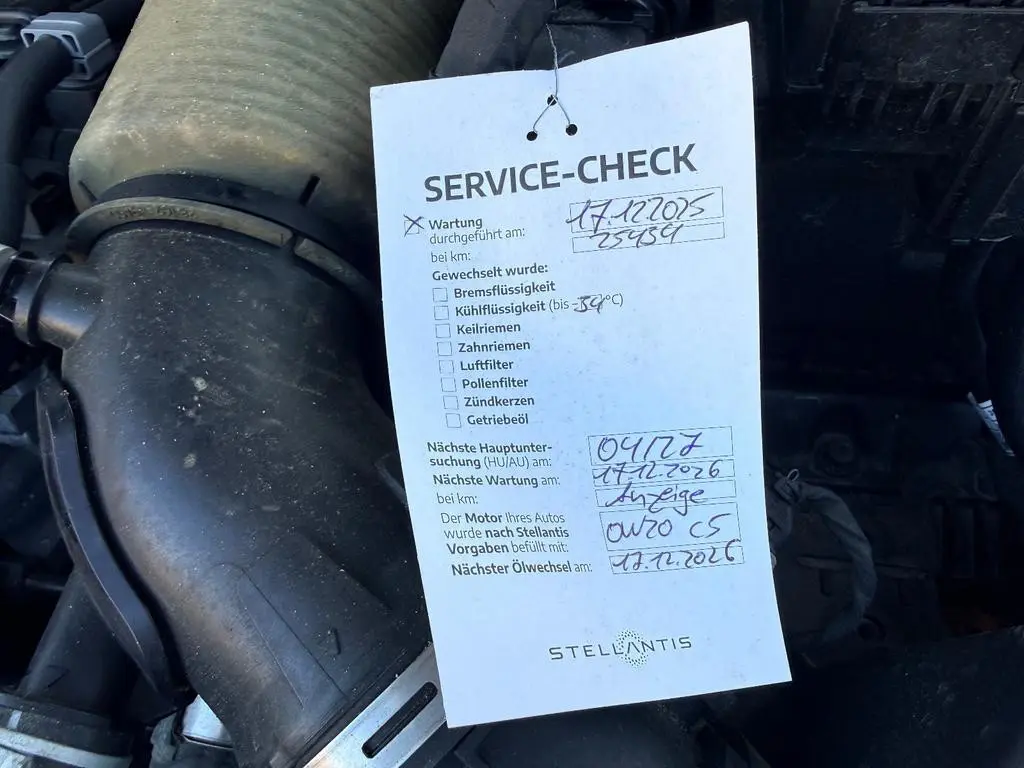 SERVICE-CHECK
Wartung 17.12.2025
durchgeführt am:
bei km: 25434
Gewechselt wurde:
Bremsflüssigkeit
Kühlflüssigkeit (bis -34°C)
Keilriemen
Zahnriemen
Luftfilter
Pollenfilter
Zündkerzen
Getriebeöl
Nächste Hauptunter-
suchung (HU/AU) am: 04/27
Nächste Wartung am: 17.12.2026
bei km: Anzeige
Der Motor Ihres Autos
wurde nach Stellantis
Vorgaben befüllt mit: 0W20 C5
Nächster Ölwechsel am: 17.12.2026
STELLANTIS